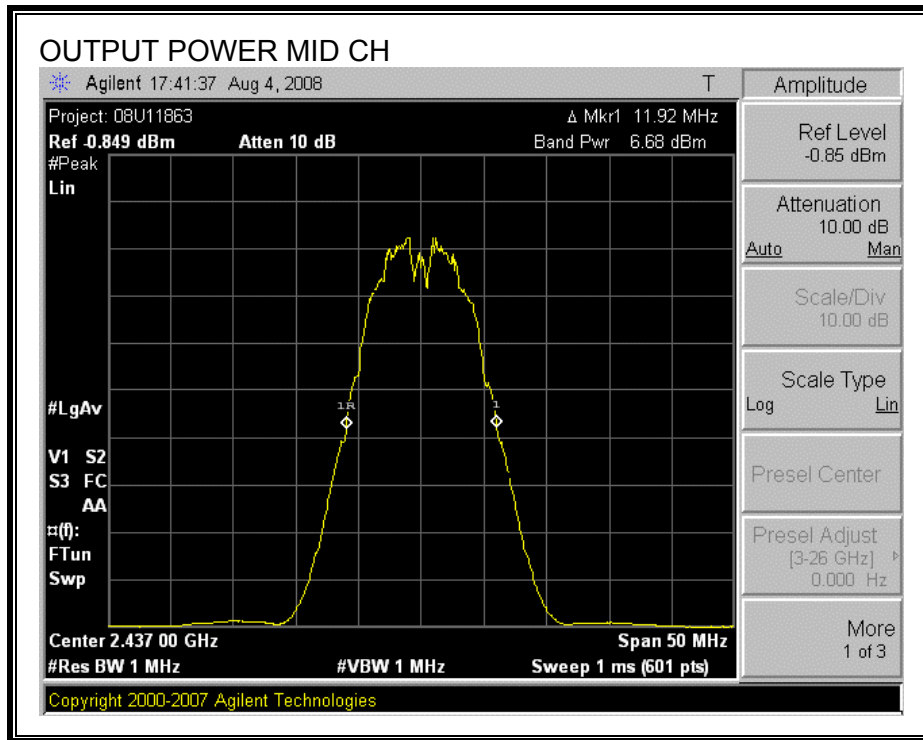 OUTPUT POWER MID CH
Agilent 17:41:37 Aug 4, 2008 T
Project: 08U11863 Δ Mkr1 11.92 MHz
Ref -0.849 dBm Atten 10 dB Band Pwr 6.68 dBm
#Peak
Lin
1R 1
#LgAv
V1 S2
S3 FC
AA
¤(f):
FTun
Swp
Center 2.437 00 GHz Span 50 MHz
#Res BW 1 MHz #VBW 1 MHz Sweep 1 ms (601 pts)
Copyright 2000-2007 Agilent Technologies
Amplitude
Ref Level
-0.85 dBm
Attenuation
10.00 dB
Auto Man
Scale/Div
10.00 dB
Scale Type
Log Lin
Presel Center
Presel Adjust
[3-26 GHz]
0.000 Hz
More
1 of 3